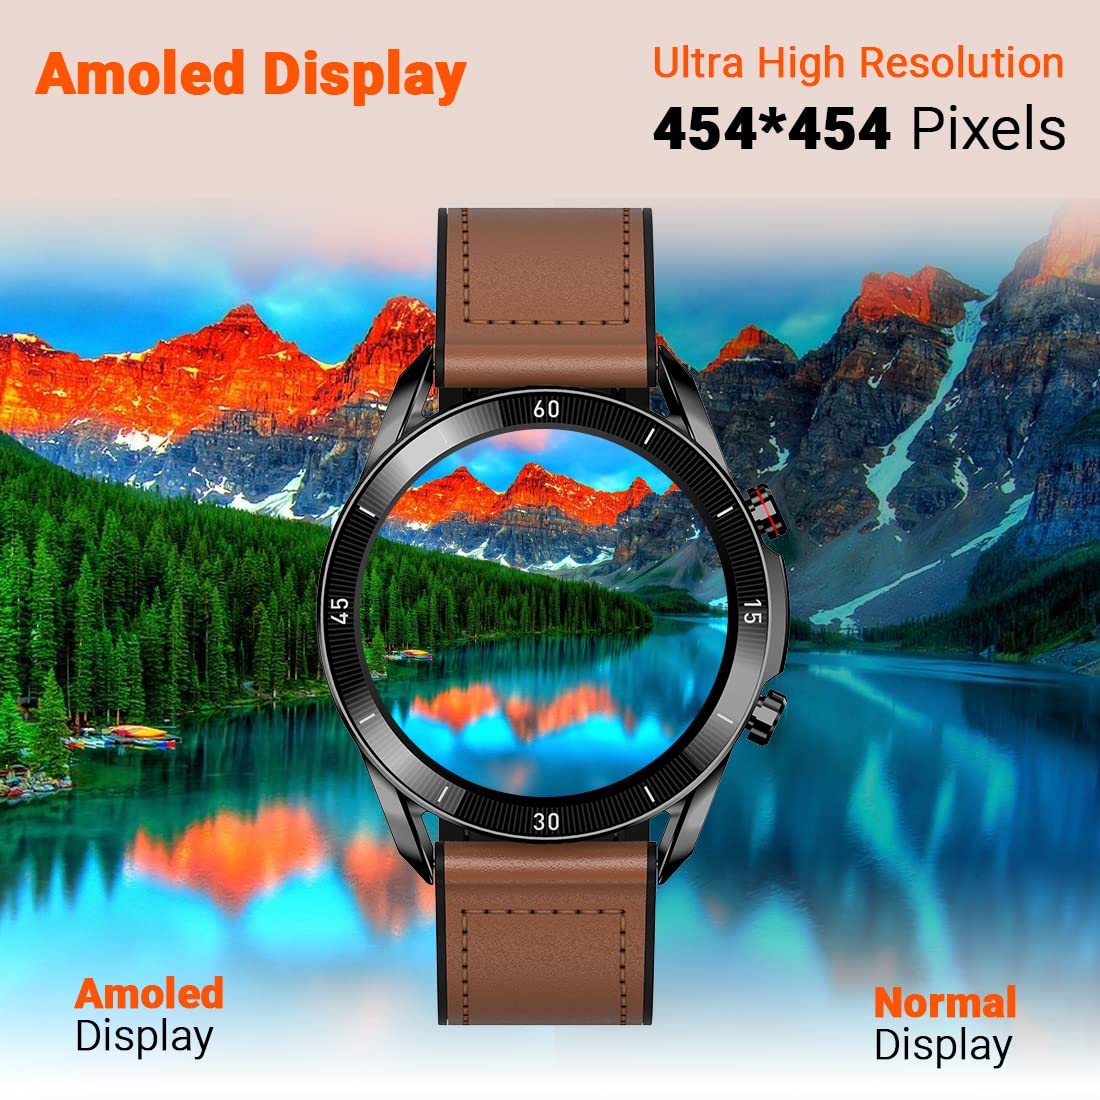 Amoled Display
Ultra High Resolution
454*454 Pixels
60
45
15
30
Amoled
Display
Normal
Display